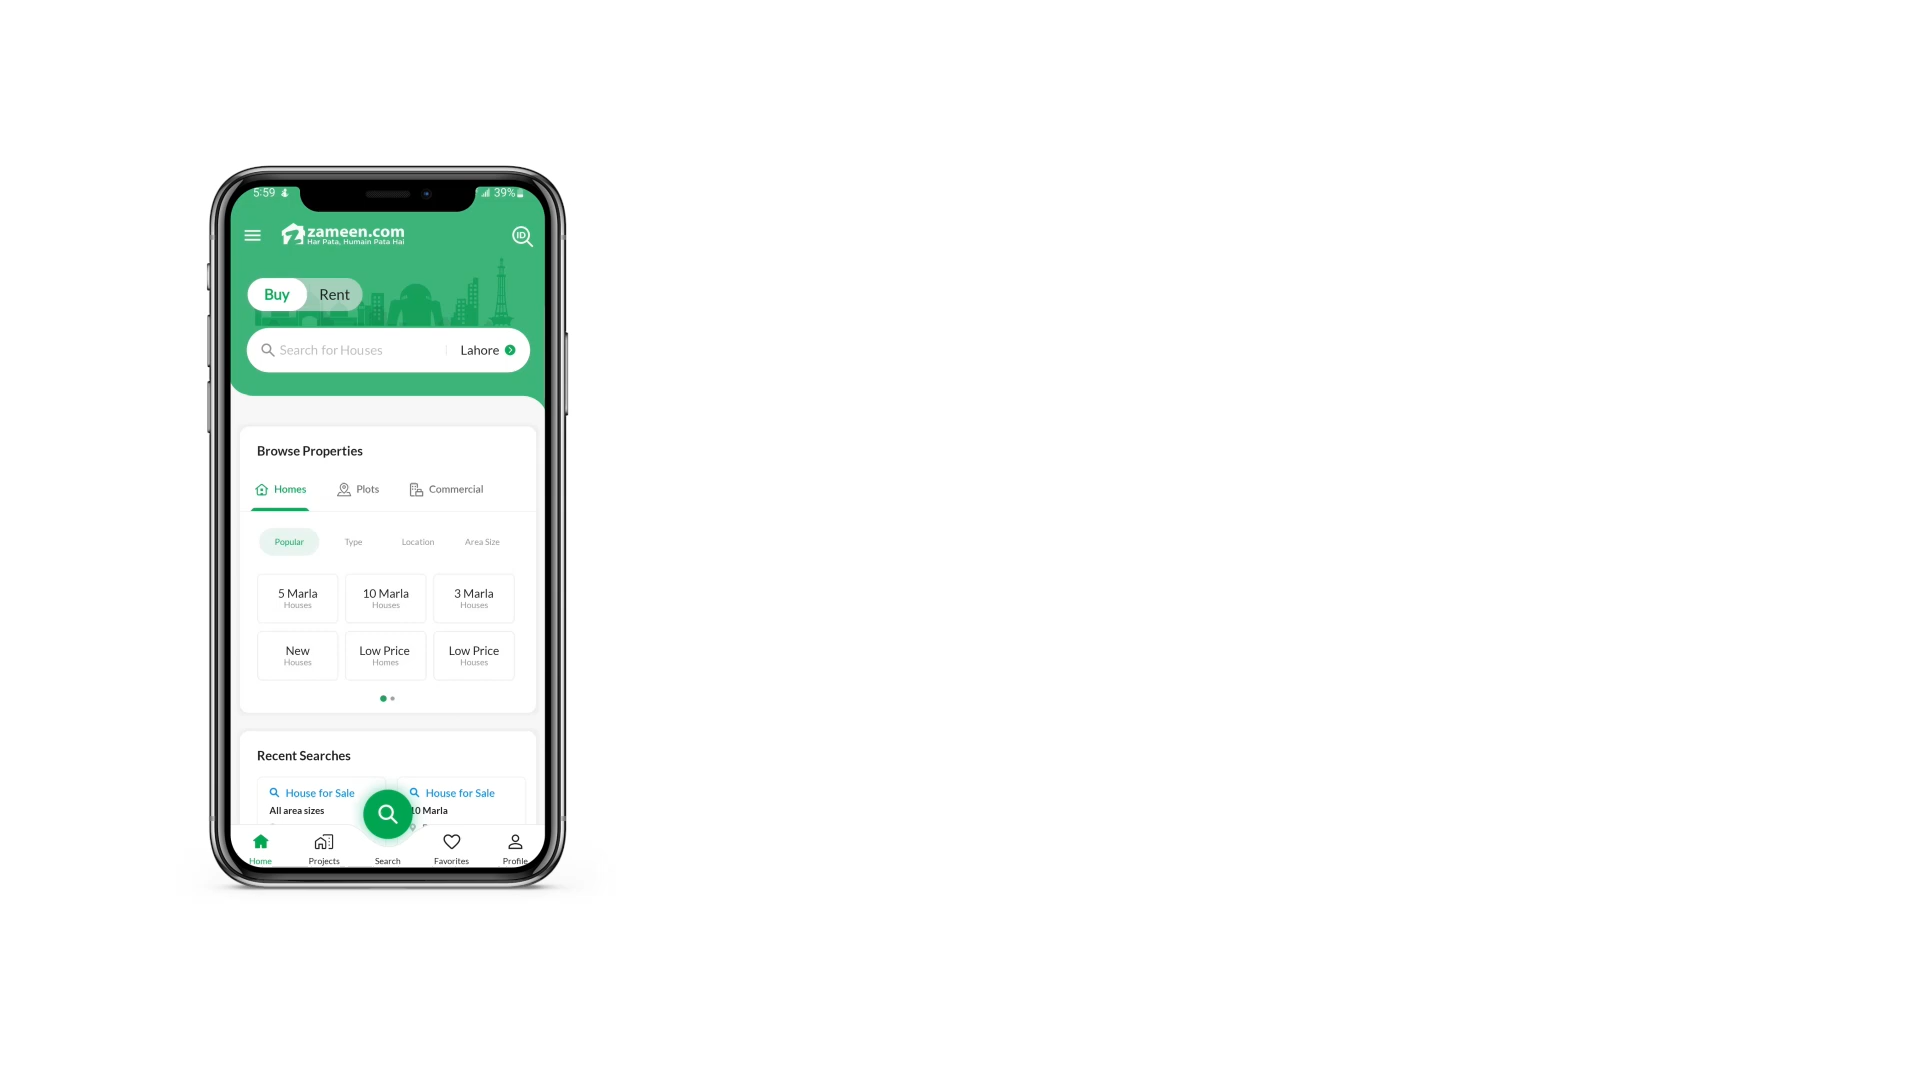 5:59
39%
zameen.com
Har Pata, Humain Pata Hai
ID
Buy Rent
Search for Houses Lahore
Browse Properties
Homes Plots Commercial
Popular Type Location Area Size
5 Marla 10 Marla 3 Marla
Houses Houses Houses
New Low Price Low Price
Houses Homes Houses
Recent Searches
House for Sale House for Sale
All area sizes 10 Marla
Home Projects Search Favorites Profile